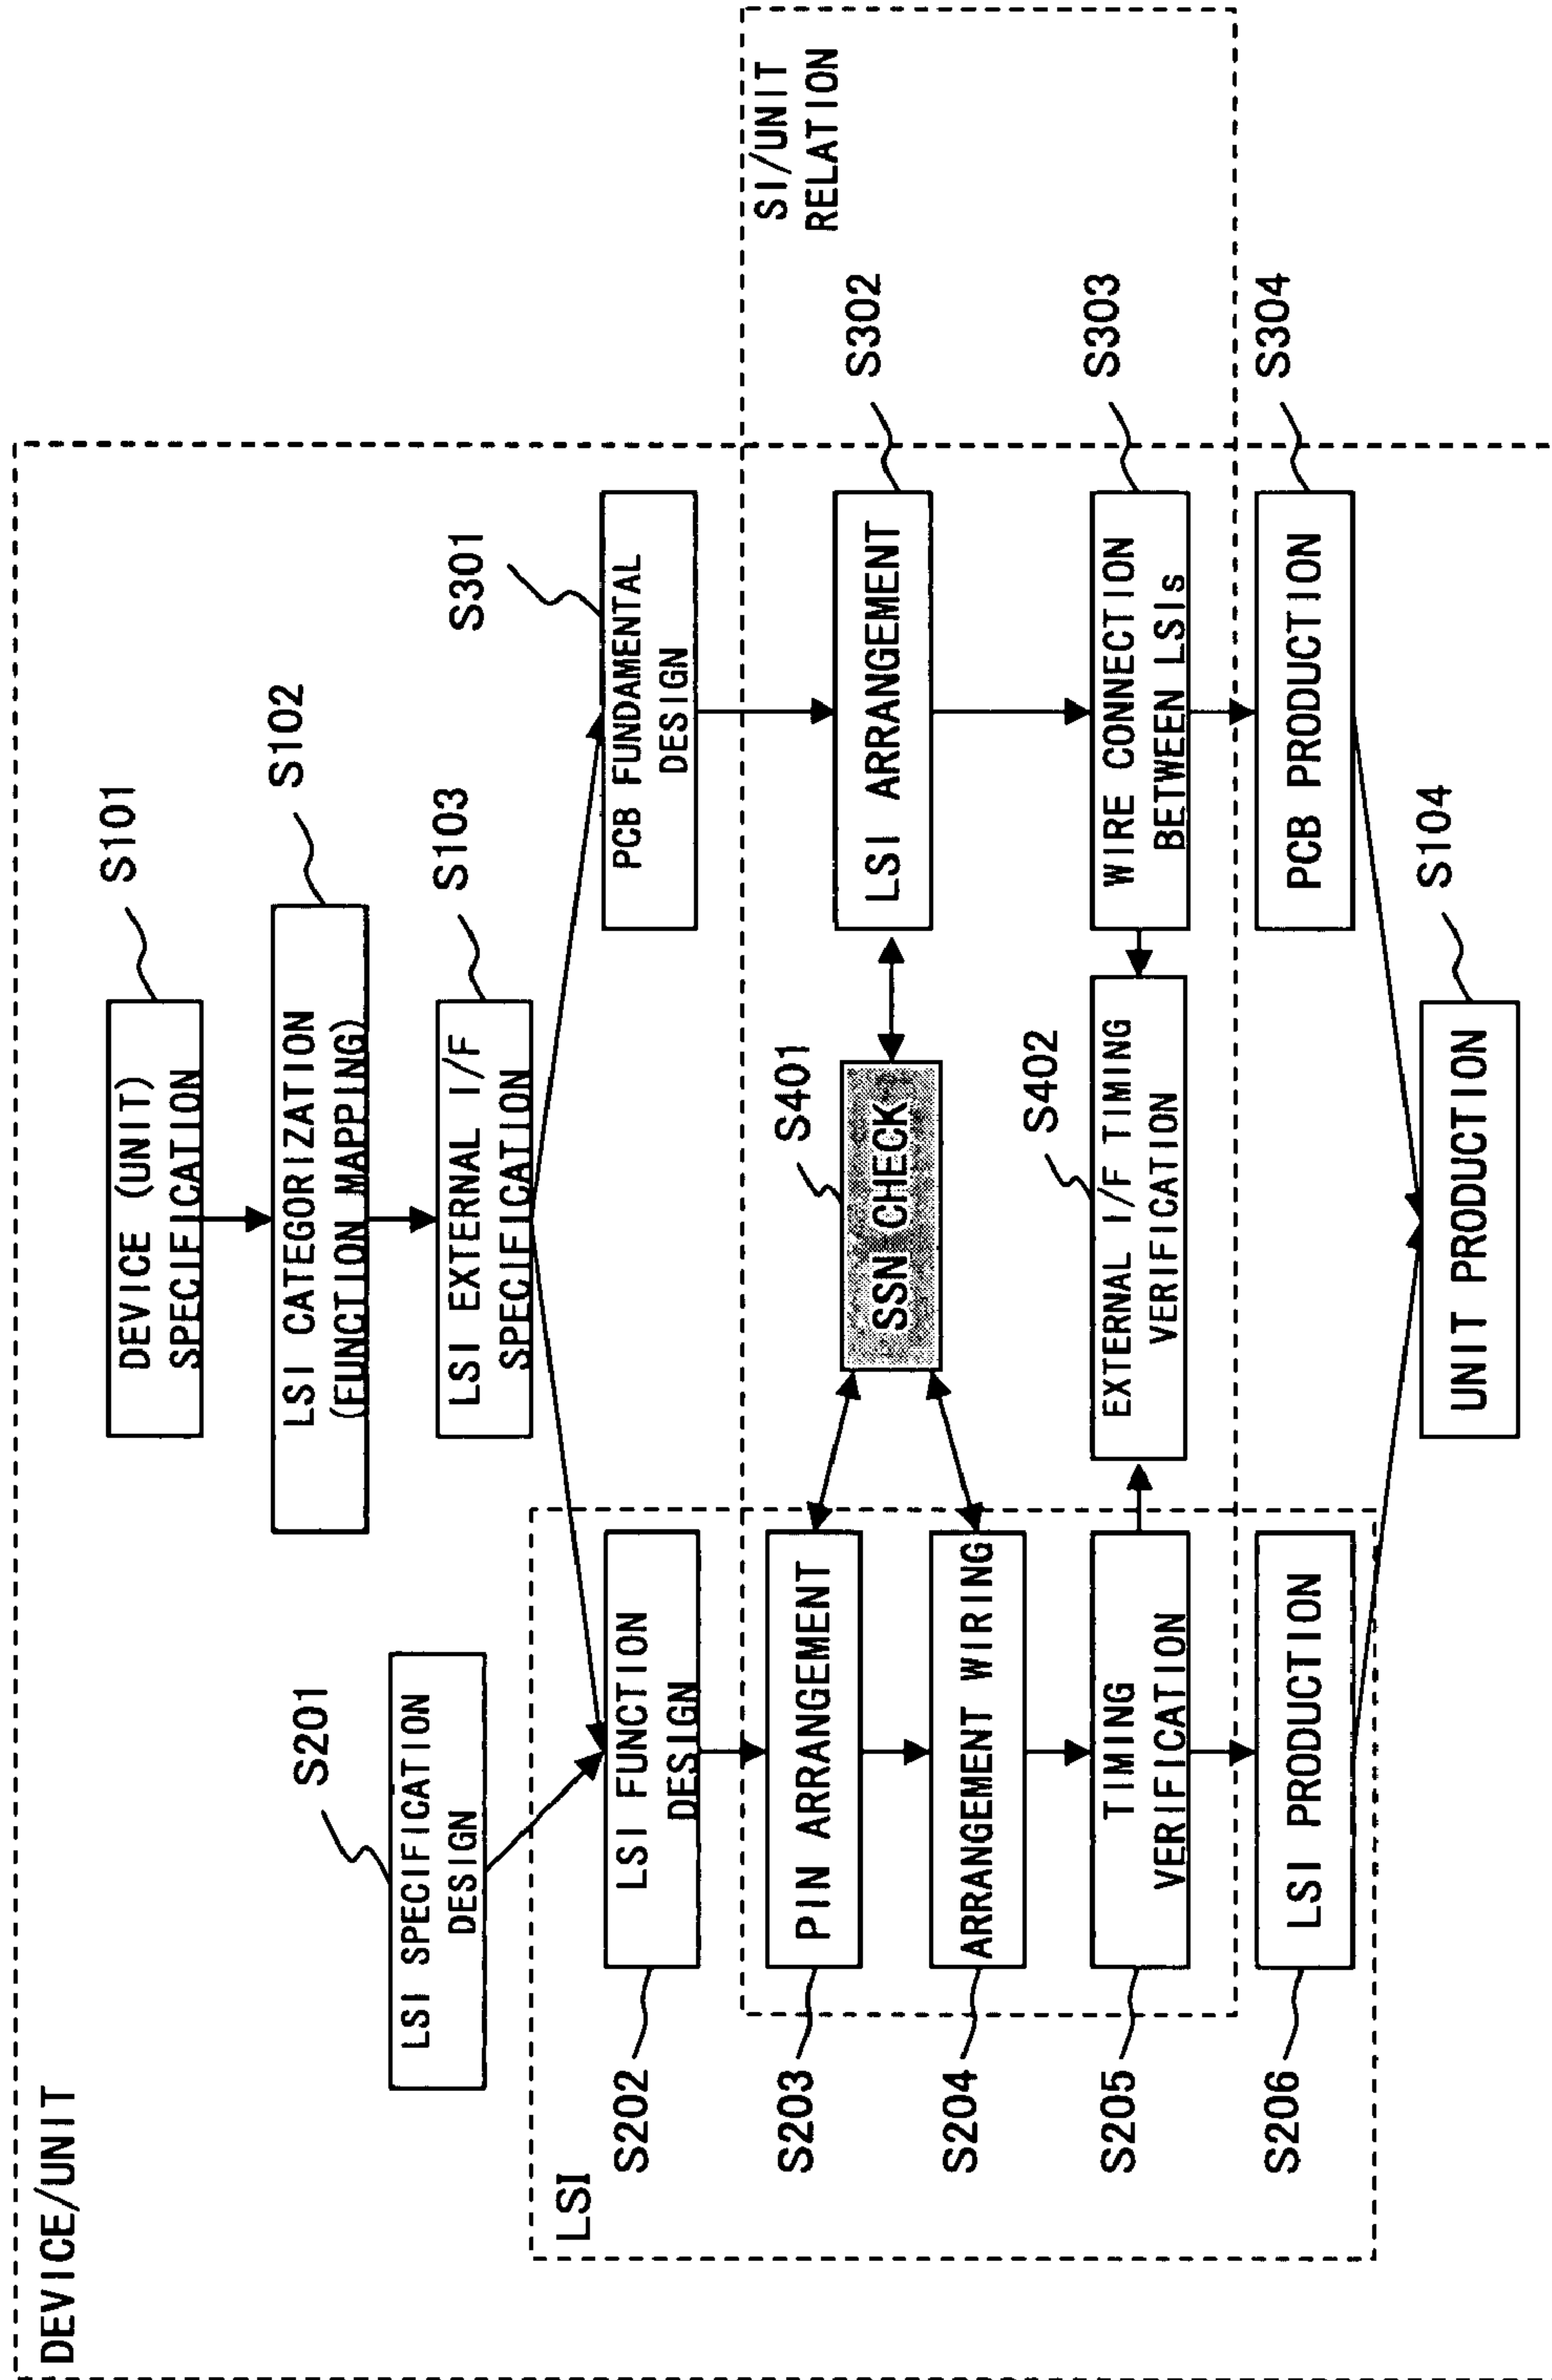 DEVICE/UNIT
DEVICE (UNIT)
SPECIFICATION
S101
LSI CATEGORIZATION
(FUNCTION MAPPING)
S102
LSI EXTERNAL I/F
SPECIFICATION
S103
S201
LSI SPECIFICATION
DESIGN
LSI
S202
LSI FUNCTION
DESIGN
S301
PCB FUNDAMENTAL
DESIGN
SI/UNIT
RELATION
S203
PIN ARRANGEMENT
S401
SSN CHECK
LSI ARRANGEMENT
S302
S204
ARRANGEMENT WIRING
S205
TIMING
VERIFICATION
S402
EXTERNAL I/F TIMING
VERIFICATION
WIRE CONNECTION
BETWEEN LSIs
S303
S206
LSI PRODUCTION
PCB PRODUCTION
S304
UNIT PRODUCTION
S104